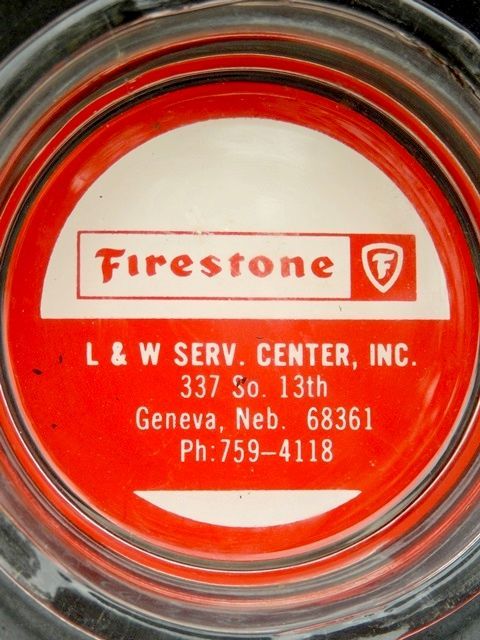 Firestone F
L & W SERV. CENTER, INC.
337 So. 13th
Geneva, Neb. 68361
Ph:759-4118